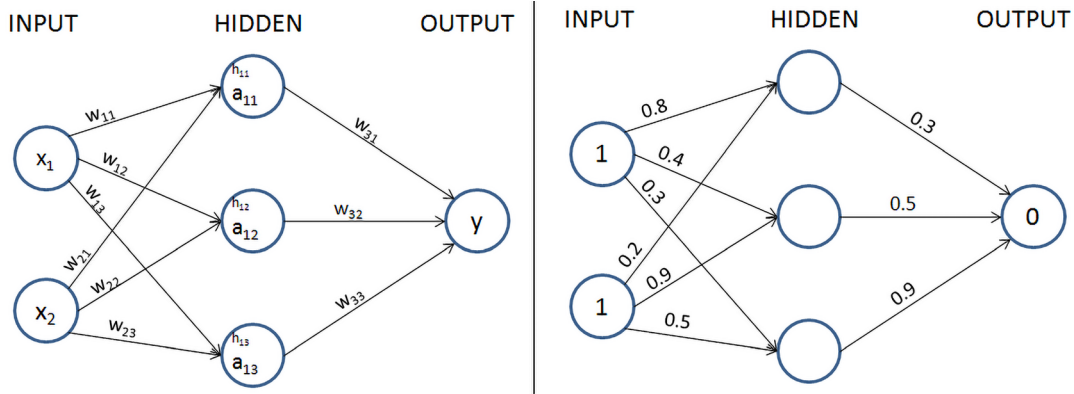 INPUT HIDDEN OUTPUT
h₁₁
a₁₁
w₁₁
w₃₁
x₁
w₁₂
w₁₃
h₁₂
a₁₂
w₃₂
y
w₂₁
w₂₂
x₂
w₂₃
w₃₃
h₁₃
a₁₃
INPUT HIDDEN OUTPUT
0.8
0.3
1
0.4
0.3
0.5
0
0.2
0.9
1
0.5
0.9